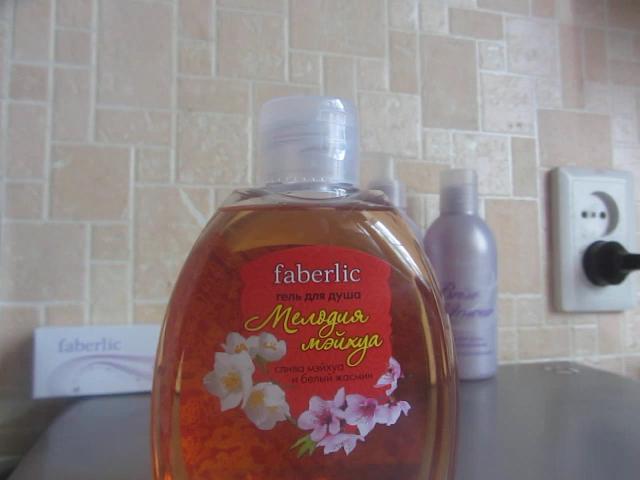 faberlic
гель для душа
Мелодия
мэйхуа
слива мэйхуа
и белый жасмин
faberlic